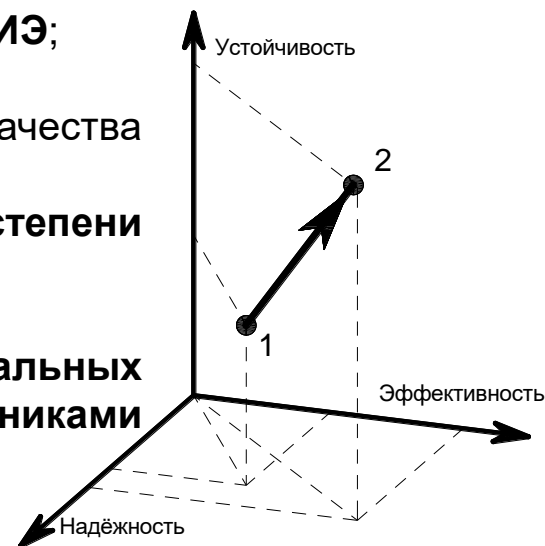 ИЭ;
Устойчивость
ачества
2
степени
1
альных
Эффективность
никами
Надёжность